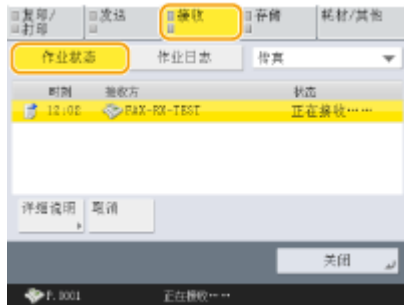 复印/打印 发送 接收 存储 耗材/其他
作业状态 作业日志 传真
时刻 接收方 状态
12:02 FAX-RX-TEST 正在接收……
详细说明 取消
关闭
P.0001 正在接收……